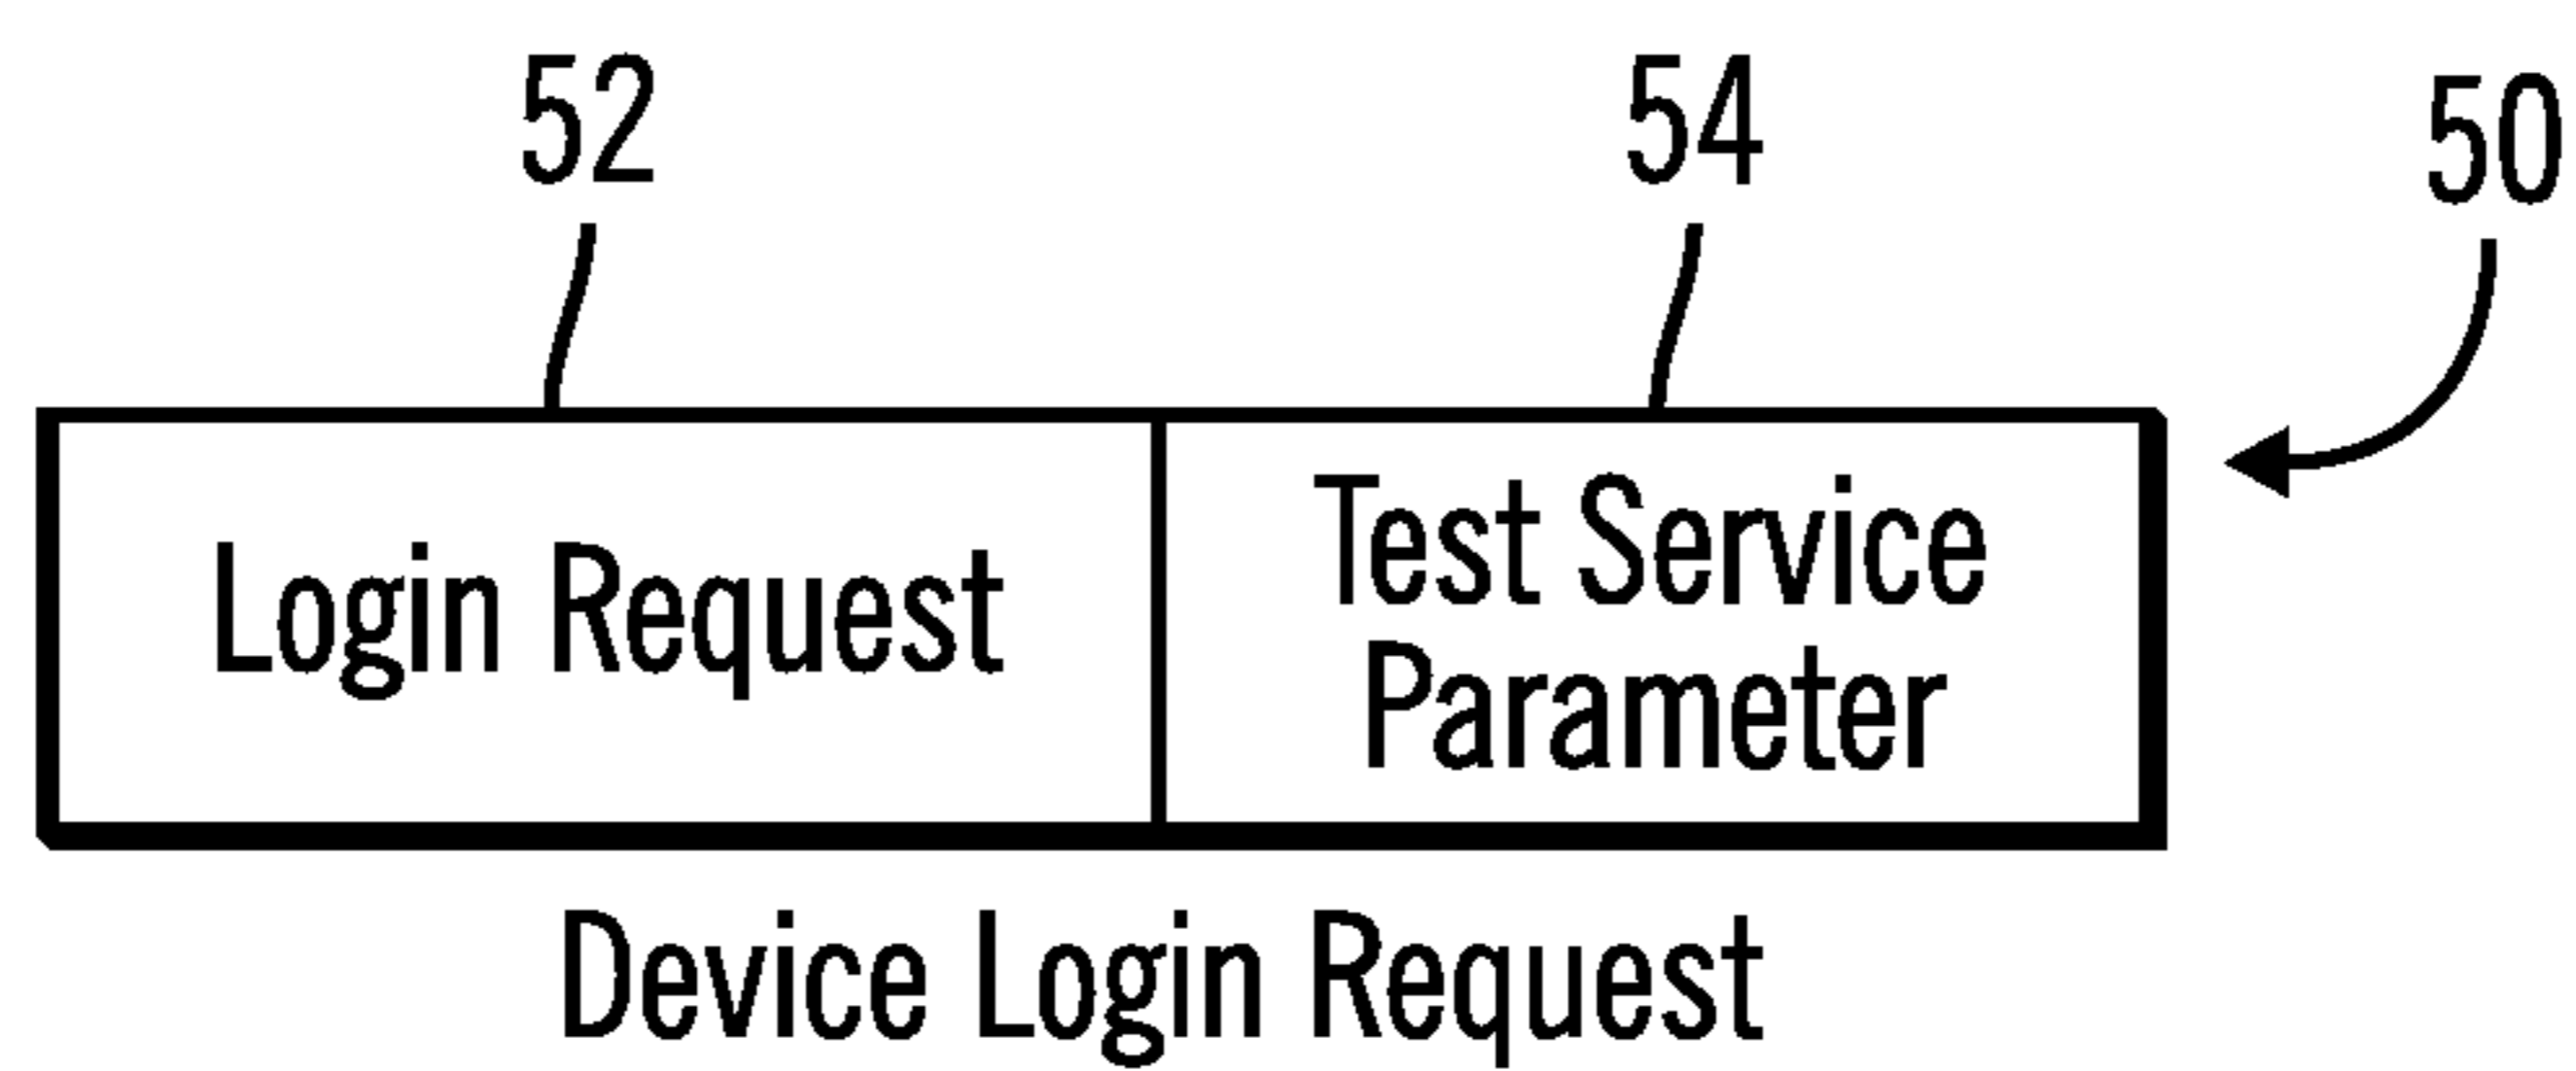 52
54
50
Login Request
Test Service
Parameter
Device Login Request